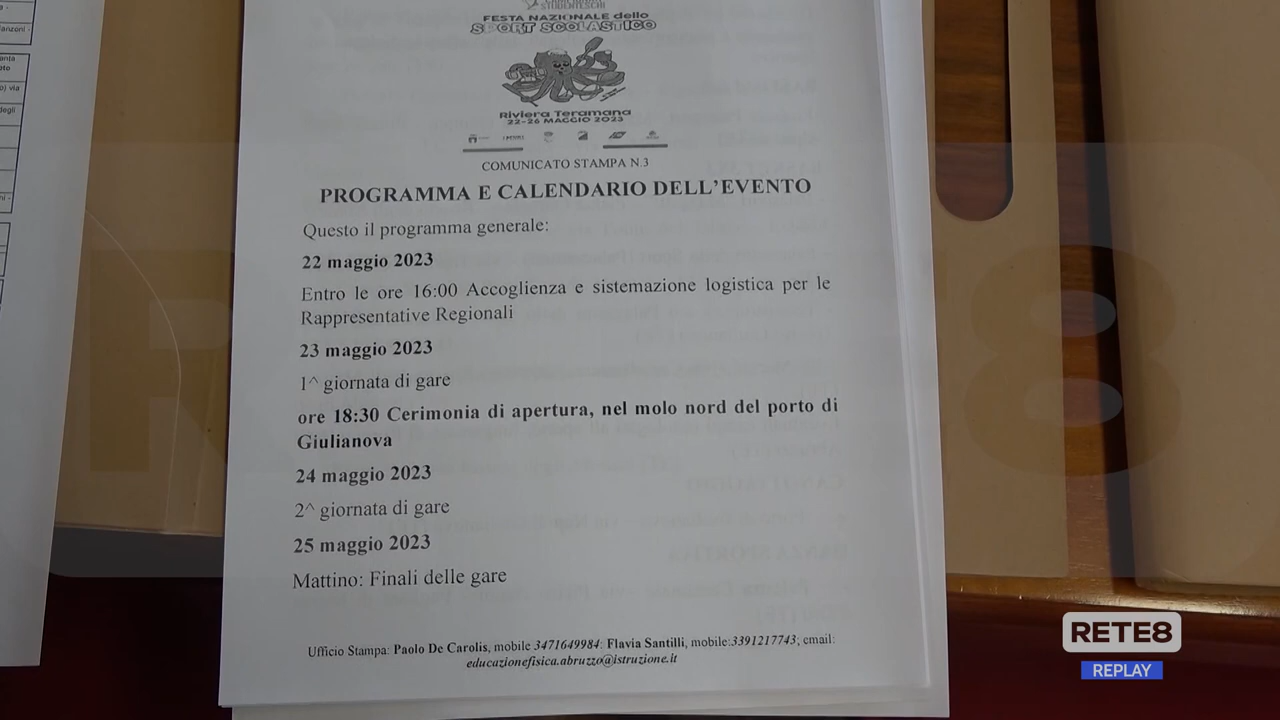 STUDENTESCHI
FESTA NAZIONALE dello
SPORT SCOLASTICO
Riviera Teramana
22-26 MAGGIO 2023
COMUNICATO STAMPA N.3
PROGRAMMA E CALENDARIO DELL'EVENTO
Questo il programma generale:
22 maggio 2023
Entro le ore 16:00 Accoglienza e sistemazione logistica per le
Rappresentative Regionali
23 maggio 2023
1^ giornata di gare
ore 18:30 Cerimonia di apertura, nel molo nord del porto di
Giulianova
24 maggio 2023
2^ giornata di gare
25 maggio 2023
Mattino: Finali delle gare
Ufficio Stampa: Paolo De Carolis, mobile 3471649984; Flavia Santilli, mobile:3391217743; email:
educazionefisica.abruzzo@istruzione.it
RETE8
REPLAY